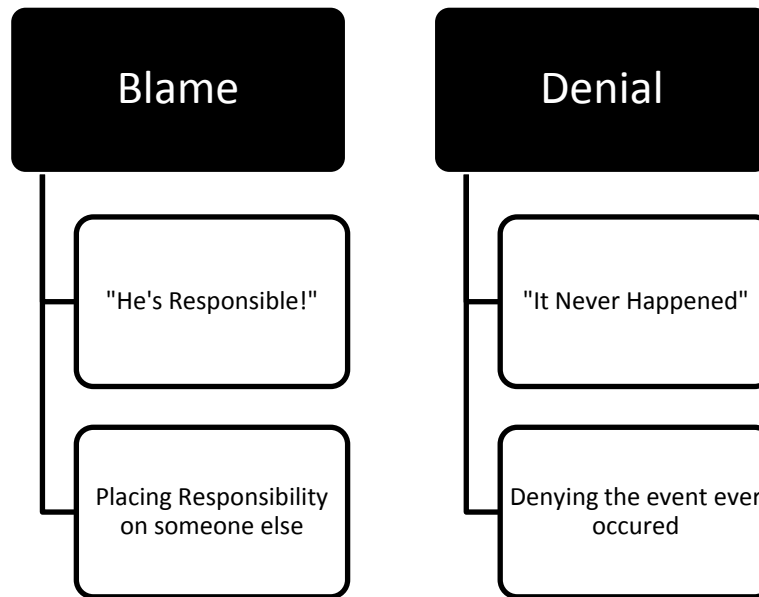 Blame
"He's Responsible!"
Placing Responsibility
on someone else
Denial
"It Never Happened"
Denying the event ever
occured